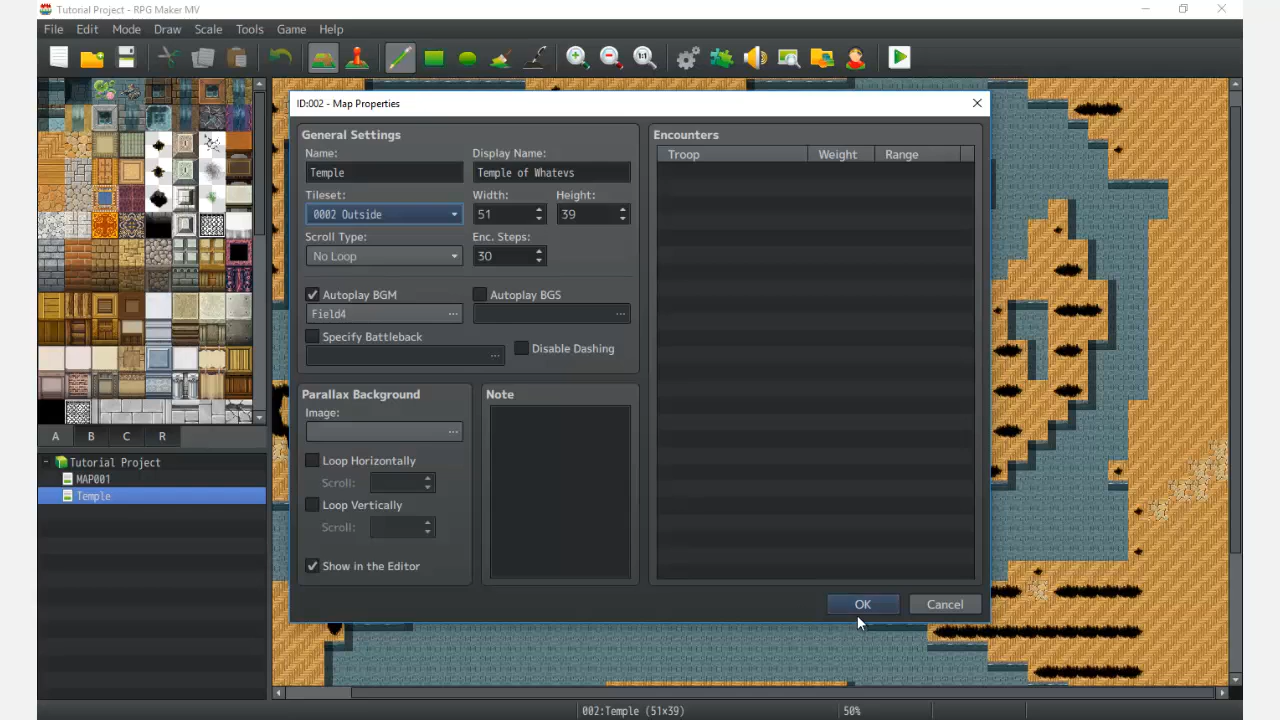 Tutorial Project - RPG Maker MV
File Edit Mode Draw Scale Tools Game Help
1:1
ID:002 - Map Properties
General Settings
Name:
Display Name:
Temple
Temple of Whatevs
Tileset:
Width:
Height:
0002 Outside
51
39
Scroll Type:
Enc. Steps:
No Loop
30
Autoplay BGM
Autoplay BGS
Field4
...
...
Specify Battleback
...
Disable Dashing
Parallax Background
Image:
...
Loop Horizontally
Scroll:
Loop Vertically
Scroll:
Show in the Editor
Note
Encounters
Troop Weight Range
OK Cancel
A B C R
Tutorial Project
MAP001
Temple
002:Temple (51x39)
50%